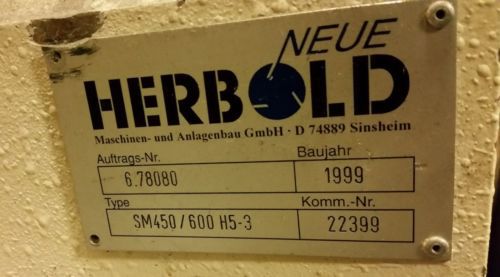 NEUE
HERBOLD
Maschinen- und Anlagenbau GmbH · D 74889 Sinsheim
Auftrags-Nr. Baujahr
6.78080 1999
Type Komm.-Nr.
SM450/600 H5-3 22399